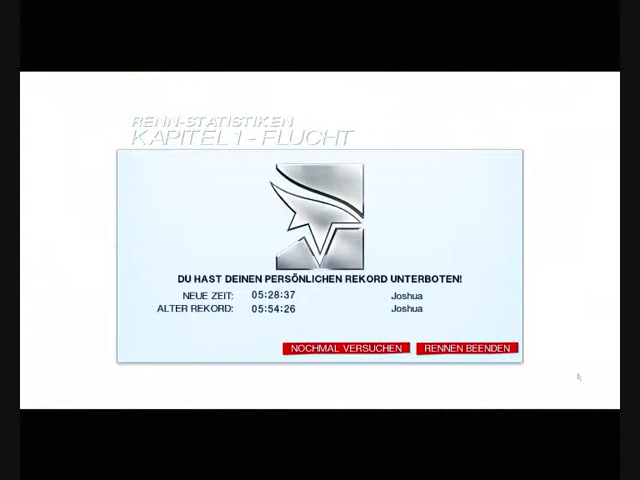 RENN-STATISTIKEN
KAPITEL 1 - FLUCHT
DU HAST DEINEN PERSÖNLICHEN REKORD UNTERBOTEN!
NEUE ZEIT: 05:28:37 Joshua
ALTER REKORD: 05:54:26 Joshua
NOCHMAL VERSUCHEN RENNEN BEENDEN